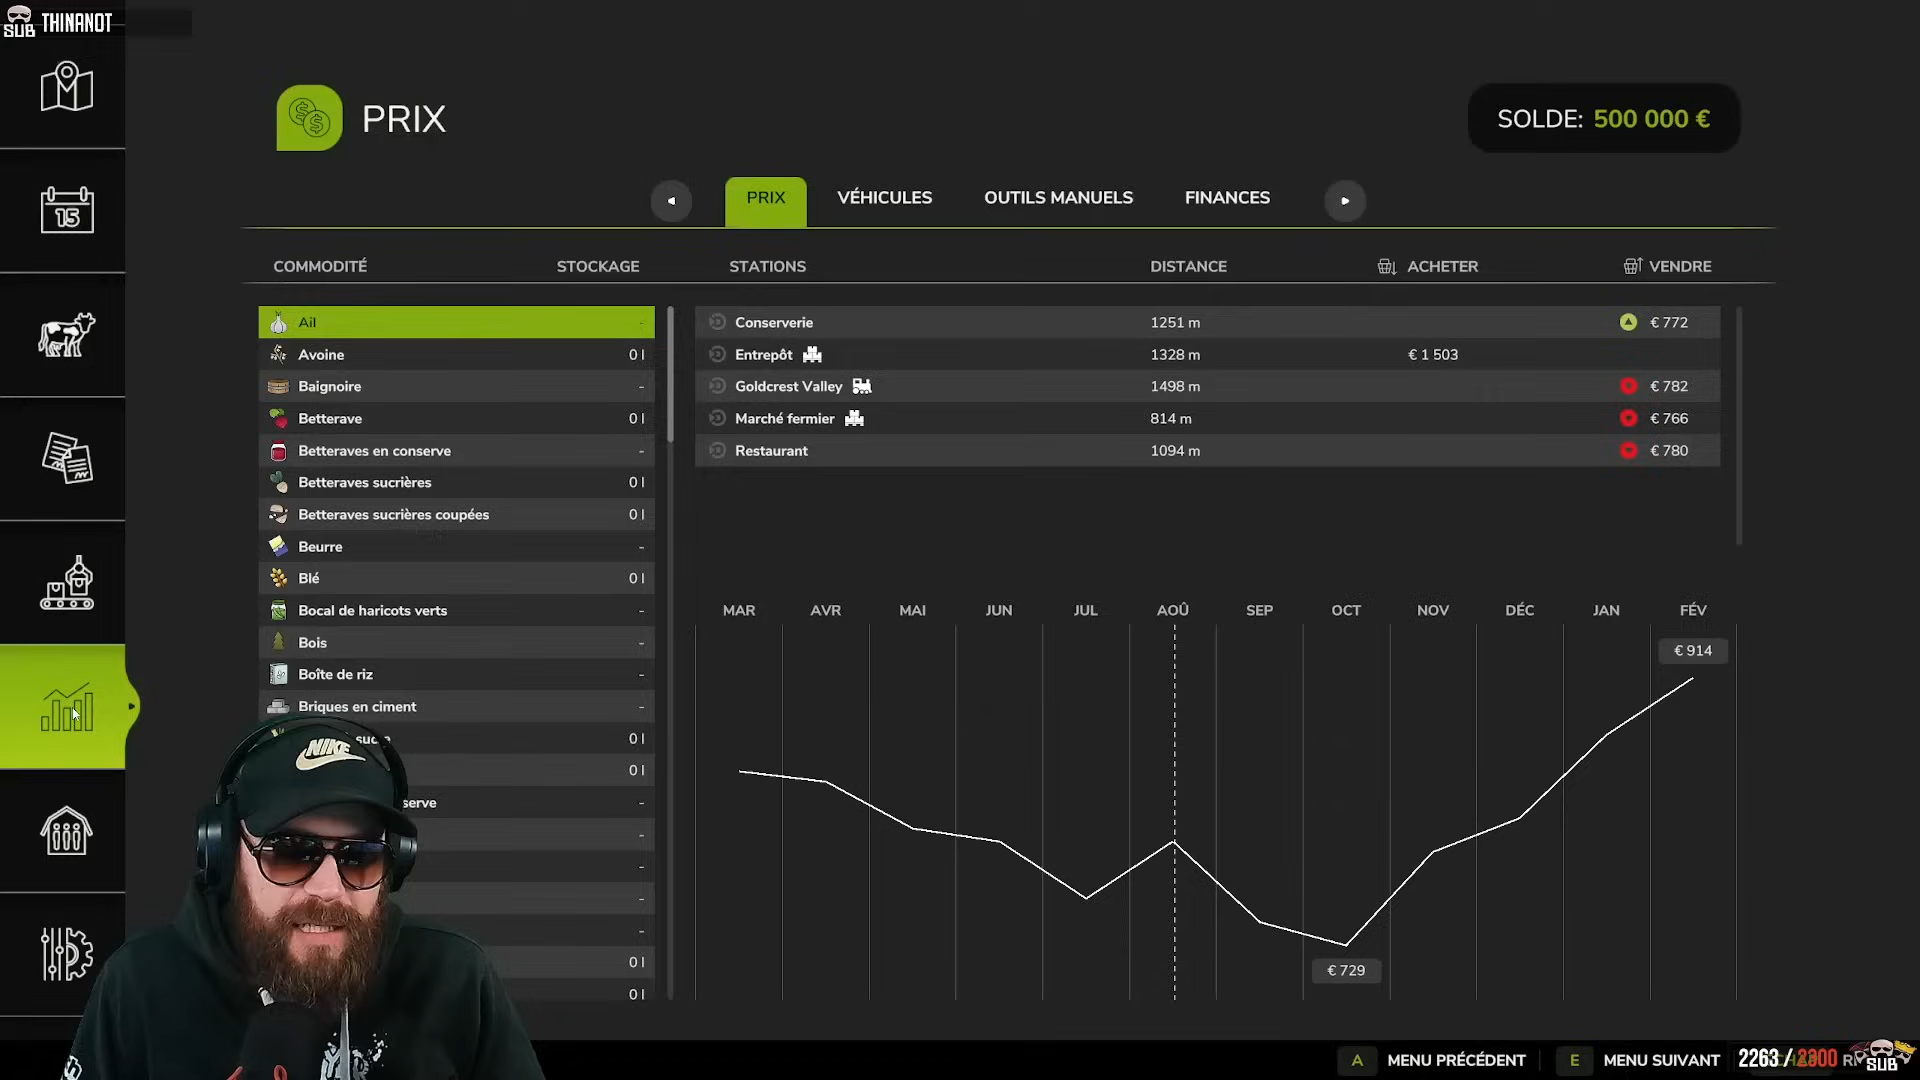 SUB THINANOT
PRIX
SOLDE: 500 000 €
PRIX VÉHICULES OUTILS MANUELS FINANCES
COMMODITÉ STOCKAGE STATIONS DISTANCE ACHETER VENDRE
Ail -
Avoine 0 l
Baignoire -
Betterave 0 l
Betteraves en conserve -
Betteraves sucrières 0 l
Betteraves sucrières coupées 0 l
Beurre -
Blé 0 l
Bocal de haricots verts -
Bois -
Boîte de riz -
Briques en ciment -
sucre 0 l
0 l
serve -
-
-
-
-
0 l
0 l
Conserverie 1251 m € 772
Entrepôt 1328 m € 1 503
Goldcrest Valley 1498 m € 782
Marché fermier 814 m € 766
Restaurant 1094 m € 780
MAR AVR MAI JUN JUL AOÛ SEP OCT NOV DÉC JAN FÉV
€ 914
€ 729
15
NIKE
A MENU PRÉCÉDENT E MENU SUIVANT 2263 / 2300 SUB